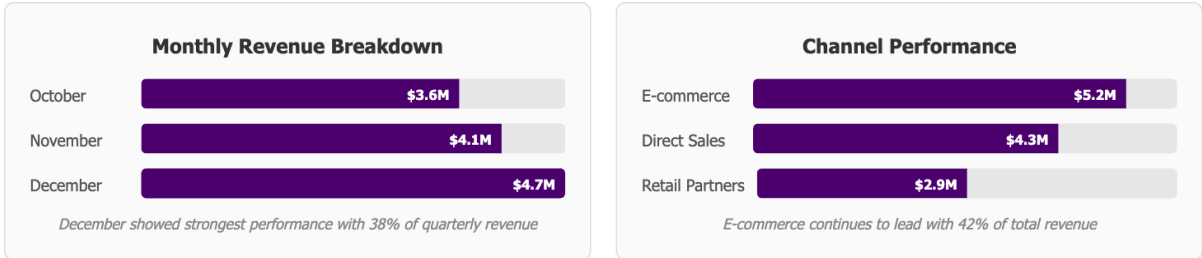 Monthly Revenue Breakdown
October $3.6M
November $4.1M
December $4.7M
December showed strongest performance with 38% of quarterly revenue
Channel Performance
E-commerce $5.2M
Direct Sales $4.3M
Retail Partners $2.9M
E-commerce continues to lead with 42% of total revenue